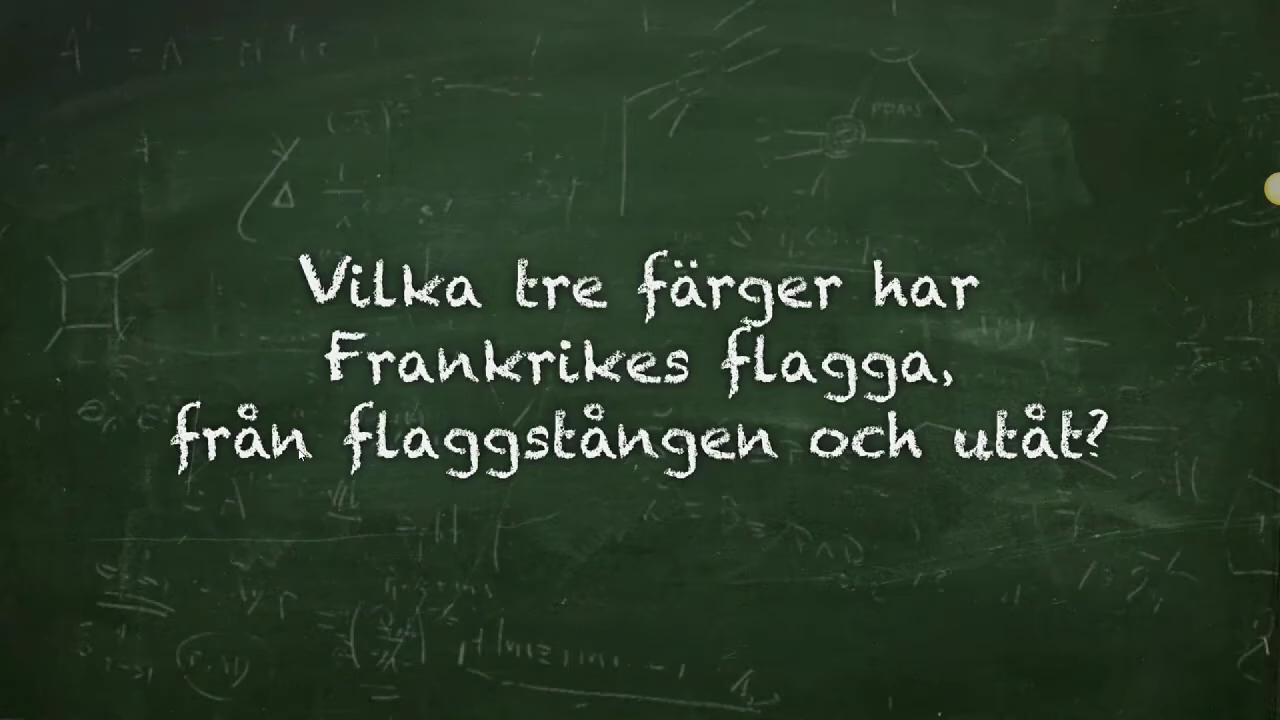 Vilka tre färger har
Frankrikes flagga,
från flaggstången och utåt?